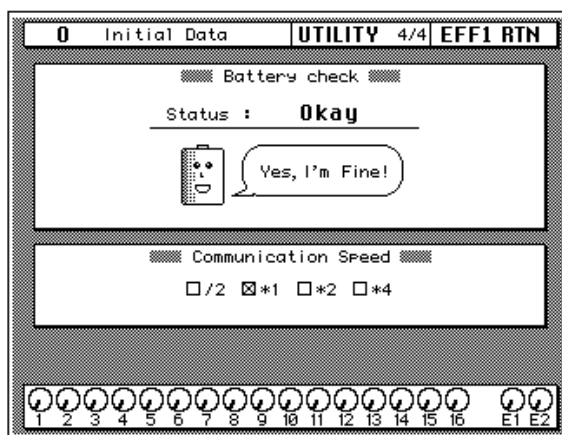 0 Initial Data UTILITY 4/4 EFF1 RTN
Battery check
Status : Okay
Yes, I'm Fine!
Communication Speed
/2 *1 *2 *4
1 2 3 4 5 6 7 8 9 10 11 12 13 14 15 16 E1 E2